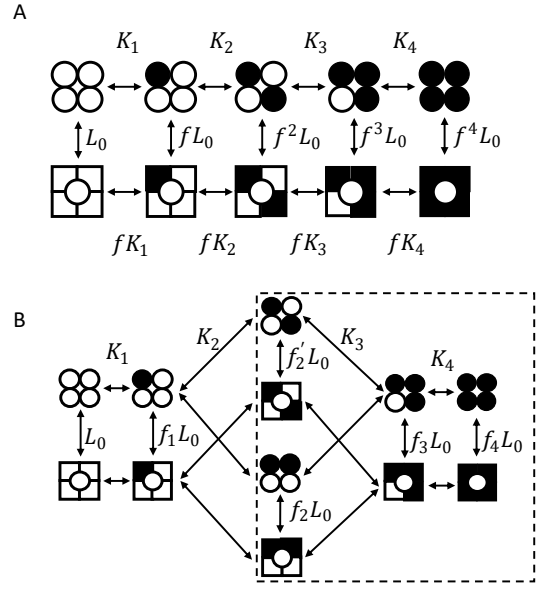 A
K₁ K₂ K₃ K₄
L₀ fL₀ f²L₀ f³L₀ f⁴L₀
fK₁ fK₂ fK₃ fK₄
B
K₁ K₂ K₃ K₄
f₂′L₀
L₀ f₁L₀ f₃L₀ f₄L₀
f₂L₀